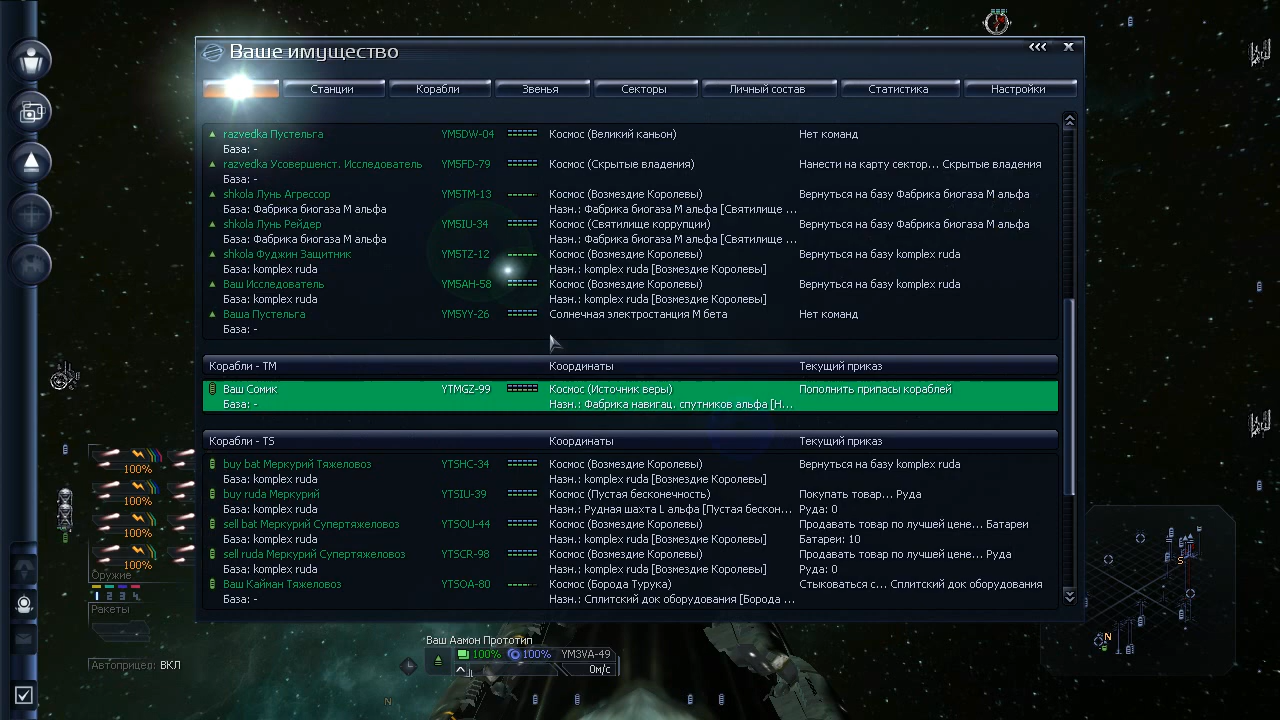 Ваше имущество
Станции Корабли Звенья Секторы Личный состав Статистика Настройки
razvedka Пустельга YM5DW-04 Космос (Великий каньон) Нет команд
База: -
razvedka Усовершенст. Исследователь YM5FD-79 Космос (Скрытые владения) Нанести на карту сектор... Скрытые владения
База: -
shkola Лунь Агрессор YM5TM-13 Космос (Возмездие Королевы) Вернуться на базу Фабрика биогаза М альфа
База: Фабрика биогаза М альфа Назн.: Фабрика биогаза М альфа [Святилище ...
shkola Лунь Рейдер YM5IU-34 Космос (Святилище коррупции) Вернуться на базу Фабрика биогаза М альфа
База: Фабрика биогаза М альфа Назн.: Фабрика биогаза М альфа [Святилище ...
shkola Фуджин Защитник YM5TZ-12 Космос (Возмездие Королевы) Вернуться на базу komplex ruda
База: komplex ruda Назн.: komplex ruda [Возмездие Королевы]
Ваш Исследователь YM5AH-58 Космос (Возмездие Королевы) Вернуться на базу komplex ruda
База: komplex ruda Назн.: komplex ruda [Возмездие Королевы]
Ваша Пустельга YM5YY-26 Солнечная электростанция М бета Нет команд
База: -
Корабли - TM Координаты Текущий приказ
Ваш Сомик YTMGZ-99 Космос (Источник веры) Пополнить припасы кораблей
База: - Назн.: Фабрика навигац. спутников альфа [Н...
Корабли - TS Координаты Текущий приказ
buy bat Меркурий Тяжеловоз YTSHC-34 Космос (Возмездие Королевы) Вернуться на базу komplex ruda
База: komplex ruda Назн.: komplex ruda [Возмездие Королевы]
buy ruda Меркурий YTSIU-39 Космос (Пустая бесконечность) Покупать товар... Руда
База: komplex ruda Назн.: Рудная шахта L альфа [Пустая бескон... Руда: 0
sell bat Меркурий Супертяжеловоз YTSOU-44 Космос (Возмездие Королевы) Продавать товар по лучшей цене... Батареи
База: komplex ruda Назн.: komplex ruda [Возмездие Королевы] Батареи: 10
sell ruda Меркурий Супертяжеловоз YTSCR-98 Космос (Возмездие Королевы) Продавать товар по лучшей цене... Руда
База: komplex ruda Назн.: komplex ruda [Возмездие Королевы] Руда: 0
Ваш Кайман Тяжеловоз YTSOA-80 Космос (Борода Турука) Стыковаться с... Сплитский док оборудования
База: - Назн.: Сплитский док оборудования [Борода ...
100%
100%
100%
100%
Оружие
1 2 3 4
Ракеты
Автоприцел: ВКЛ
Ваш Аамон Прототип
100% 100% YM3VA-49
0м/с
N
S
N